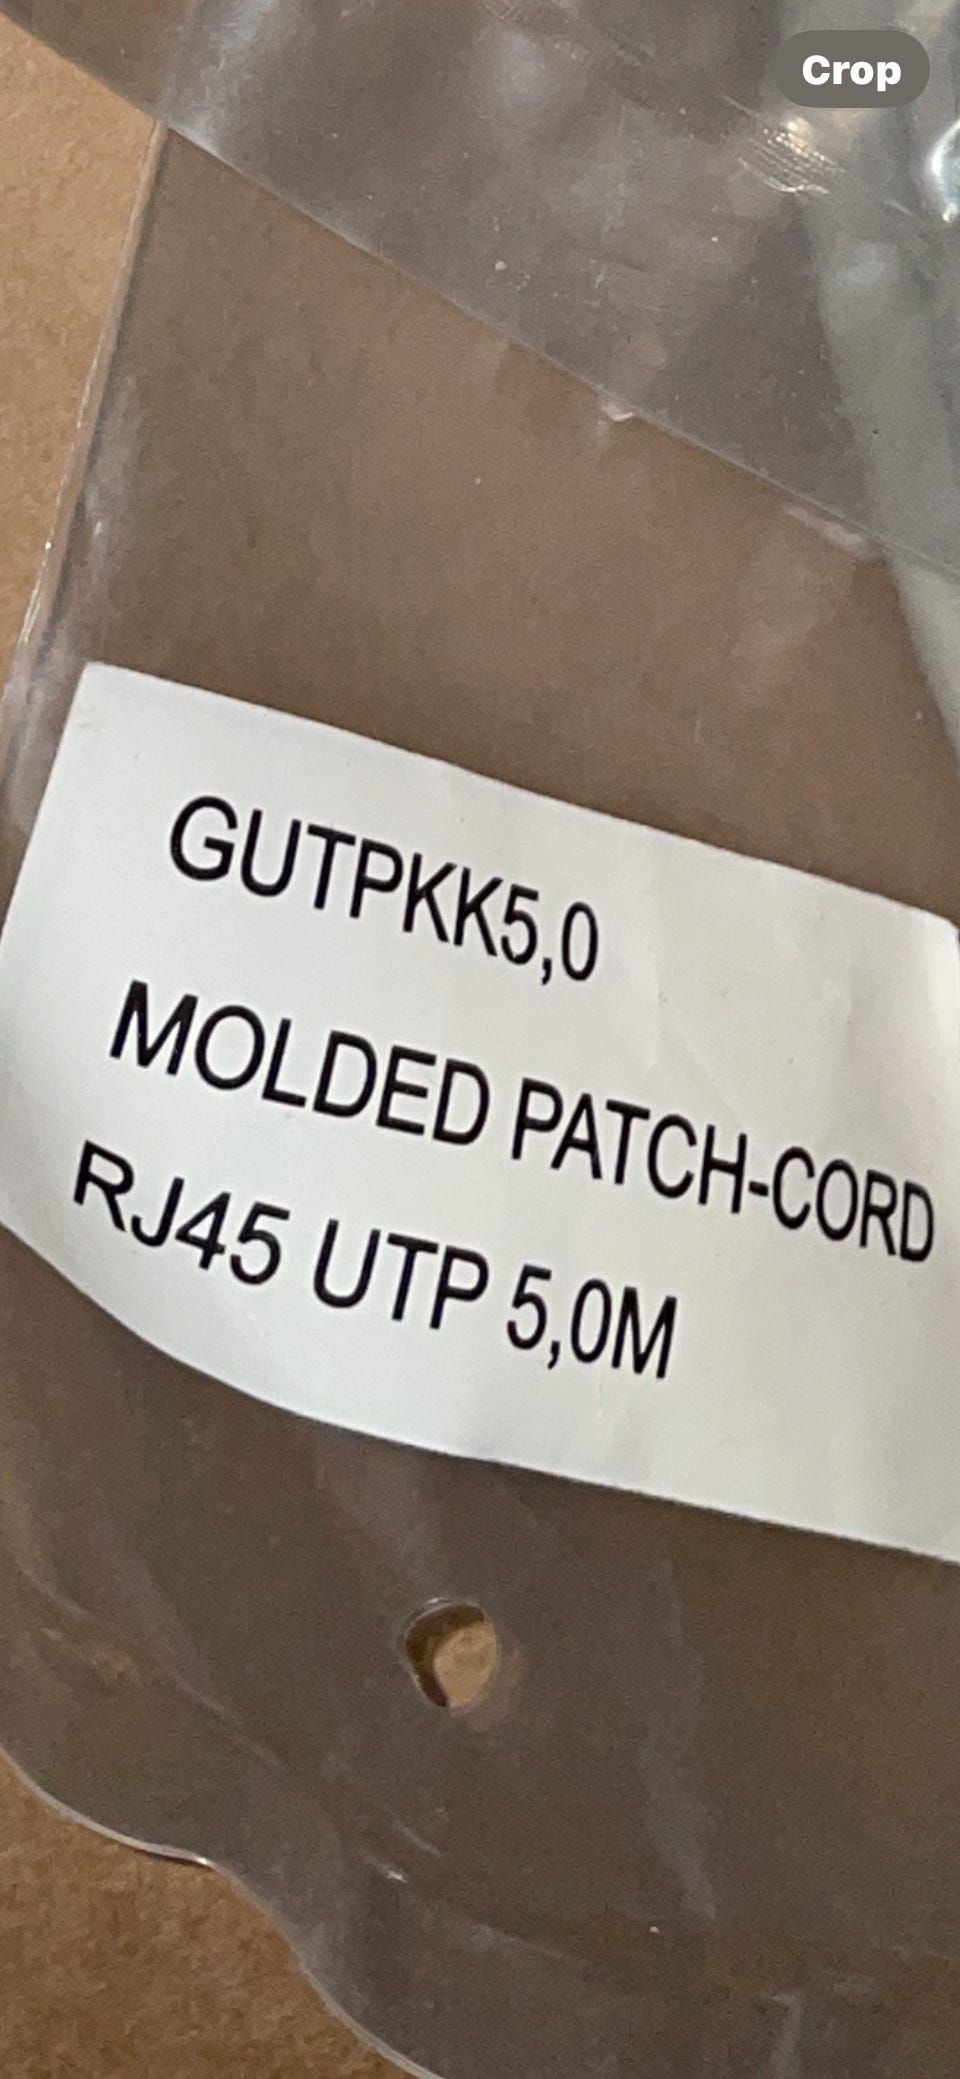 Crop
GUTPKK5,0
MOLDED PATCH-CORD
RJ45 UTP 5,0M